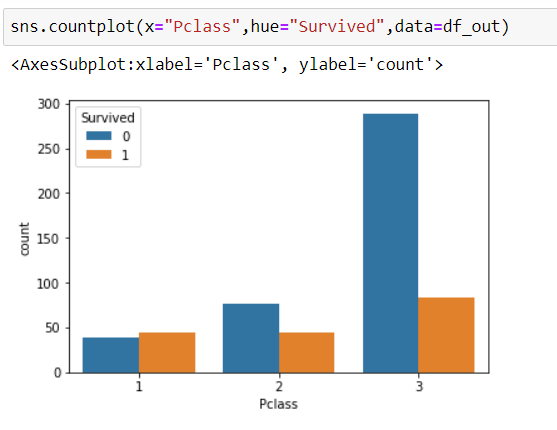 sns.countplot(x="Pclass",hue="Survived",data=df_out)
<AxesSubplot:xlabel='Pclass', ylabel='count'>
300
Survived
0
1
250
200
150
100
50
0
count
1 2 3
Pclass